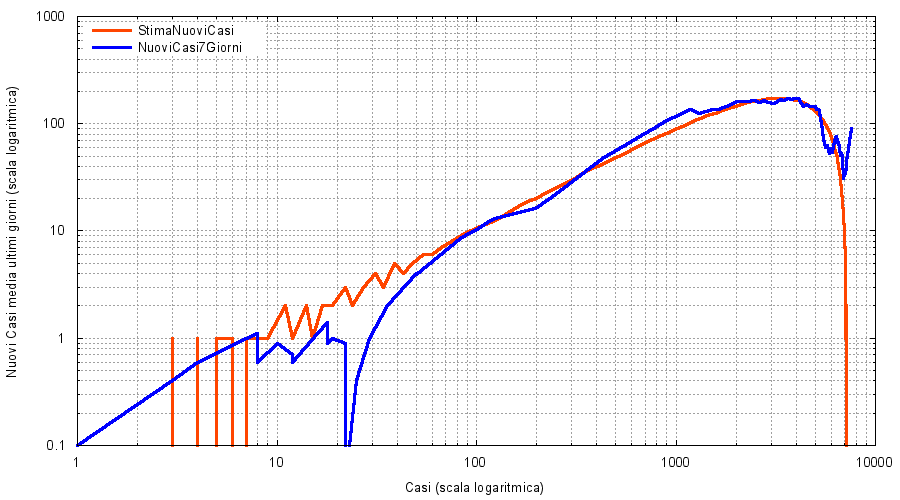 1000
StimaNuoviCasi
NuoviCasi7Giorni
100
Nuovi Casi media ultimi giorni (scala logaritmica)
10
1
0.1
1 10 100 1000 10000
Casi (scala logaritmica)